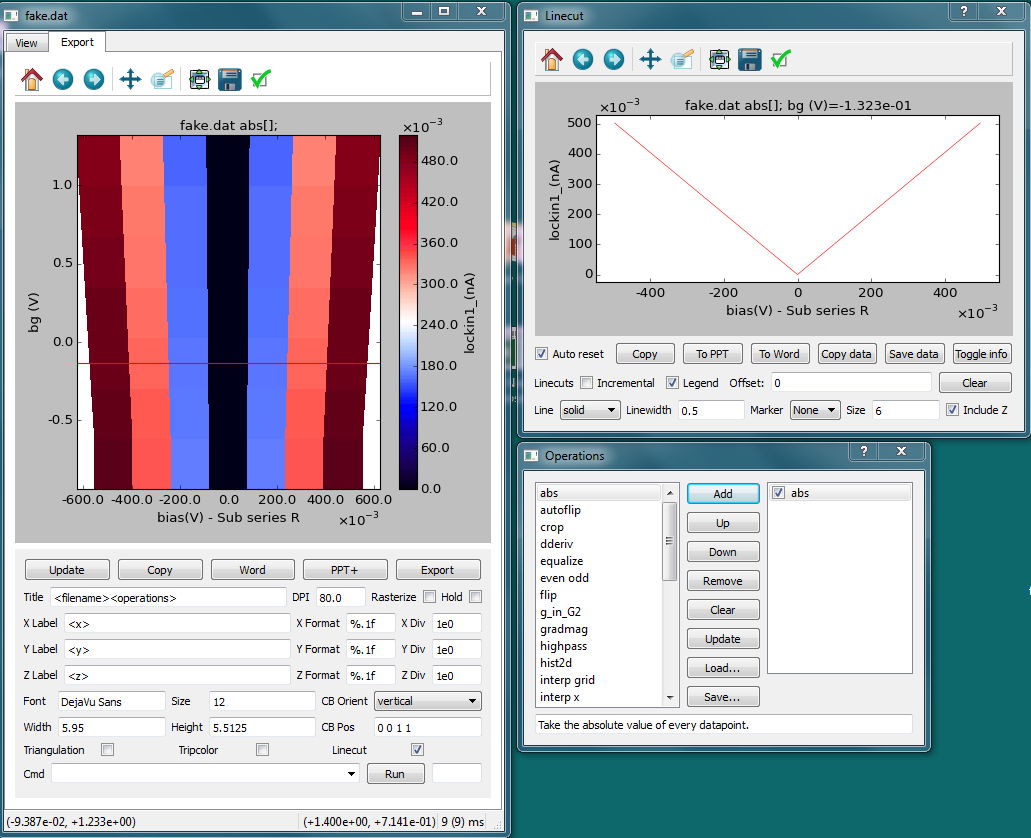 fake.dat
View Export
fake.dat abs[];
×10⁻³
480.0
420.0
360.0
300.0
240.0
180.0
120.0
60.0
0.0
lockin1_(nA)
1.0
0.5
0.0
-0.5
bg (V)
-600.0 -400.0 -200.0 0.0 200.0 400.0 600.0
bias(V) - Sub series R ×10⁻³
Update Copy Word PPT+ Export
Title <filename><operations> DPI 80.0 Rasterize Hold
X Label <x> X Format %.1f X Div 1e0
Y Label <y> Y Format %.1f Y Div 1e0
Z Label <z> Z Format %.1f Z Div 1e0
Font DejaVu Sans Size 12 CB Orient vertical
Width 5.95 Height 5.5125 CB Pos 0 0 1 1
Triangulation Tripcolor Linecut
Cmd Run
(-9.387e-02, +1.233e+00) (+1.400e+00, +7.141e-01) 9 (9) ms
Linecut
×10⁻³ fake.dat abs[]; bg (V)=-1.323e-01
500
400
300
200
100
0
lockin1_(nA)
-400 -200 0 200 400
bias(V) - Sub series R ×10⁻³
Auto reset Copy To PPT To Word Copy data Save data Toggle info
Linecuts Incremental Legend Offset: 0 Clear
Line solid Linewidth 0.5 Marker None Size 6 Include Z
Operations
abs
autoflip
crop
dderiv
equalize
even odd
flip
g_in_G2
gradmag
highpass
hist2d
interp grid
interp x
Add
Up
Down
Remove
Clear
Update
Load...
Save...
abs
Take the absolute value of every datapoint.